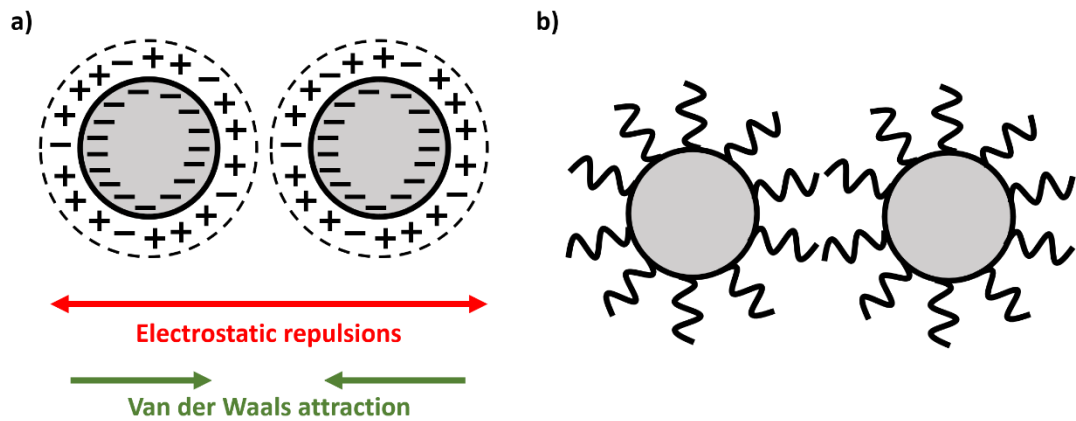 a)
b)
Electrostatic repulsions
Van der Waals attraction